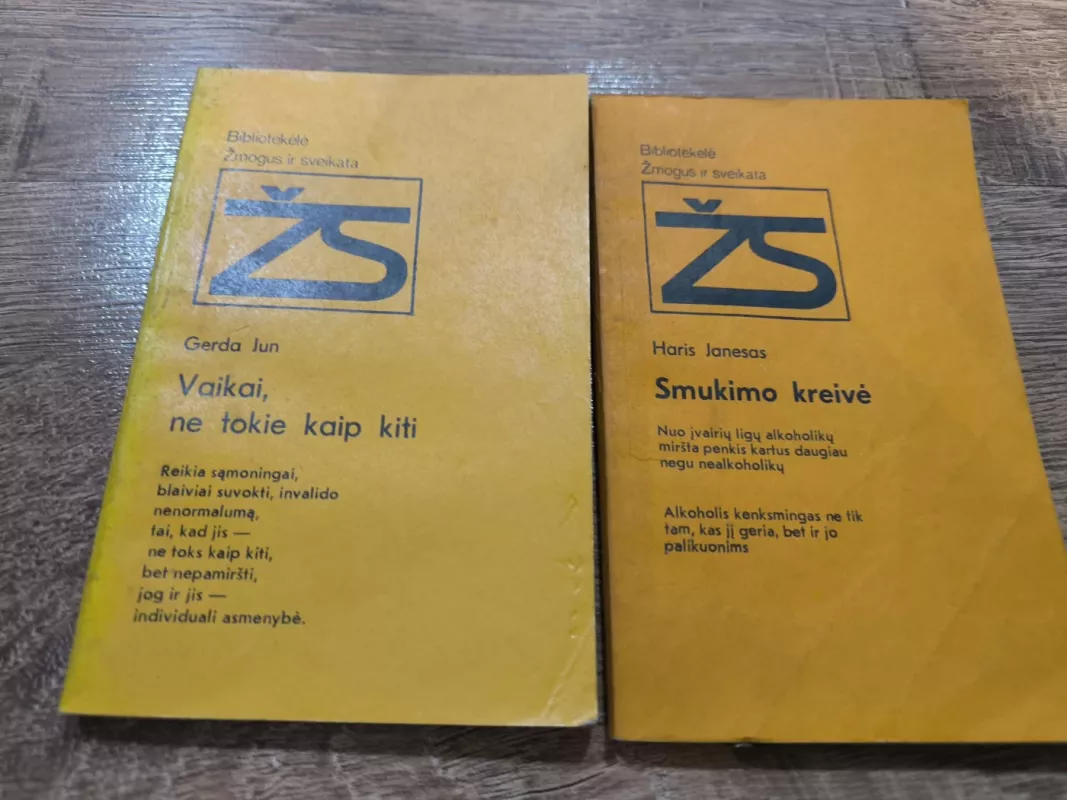 Bibliotekėlė
Žmogus ir sveikata
ŽS
Gerda Jun
Vaikai,
ne tokie kaip kiti
Reikia sąmoningai,
blaiviai suvokti, invalido
nenormalumą,
tai, kad jis —
ne toks kaip kiti,
bet nepamiršti,
jog ir jis —
individuali asmenybė.
Bibliotekėlė
Žmogus ir sveikata
ŽS
Haris Janesas
Smukimo kreivė
Nuo įvairių ligų alkoholikų
miršta penkis kartus daugiau
negu nealkoholikų
Alkoholis kenksmingas ne tik
tam, kas jį geria, bet ir jo
palikuonims